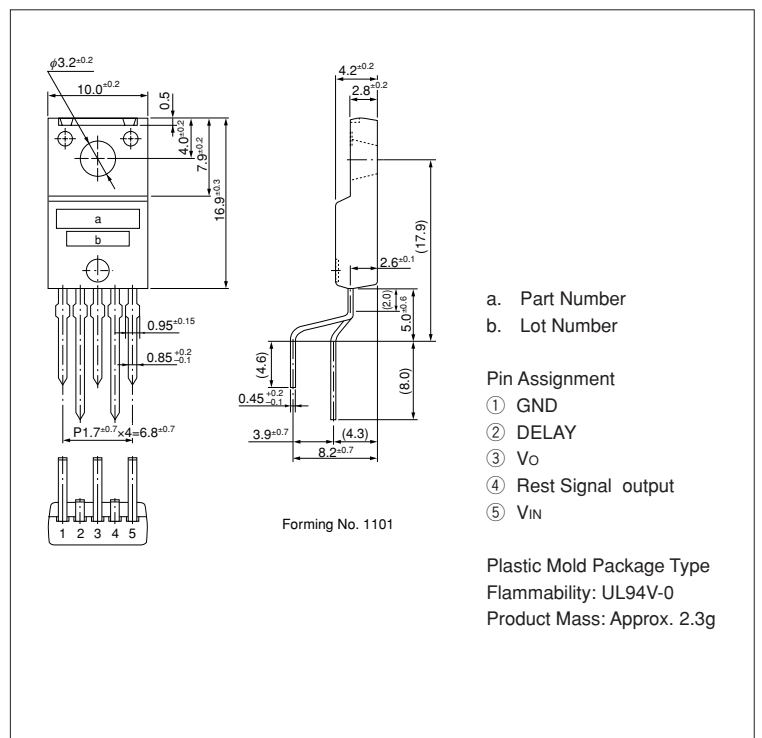 φ3.2±0.2
10.0±0.2
0.5
4.0±0.2
7.9±0.2
16.9±0.3
a
b
0.95±0.15
0.85 +0.2 −0.1
P1.7±0.7×4=6.8±0.7
1 2 3 4 5
4.2±0.2
2.8±0.2
(17.9)
2.6±0.1
(2.0)
5.0±0.6
(4.6)
(8.0)
0.45 +0.2 −0.1
3.9±0.7
(4.3)
8.2±0.7
Forming No. 1101
a. Part Number
b. Lot Number
Pin Assignment
① GND
② DELAY
③ VO
④ Rest Signal output
⑤ VIN
Plastic Mold Package Type
Flammability: UL94V-0
Product Mass: Approx. 2.3g